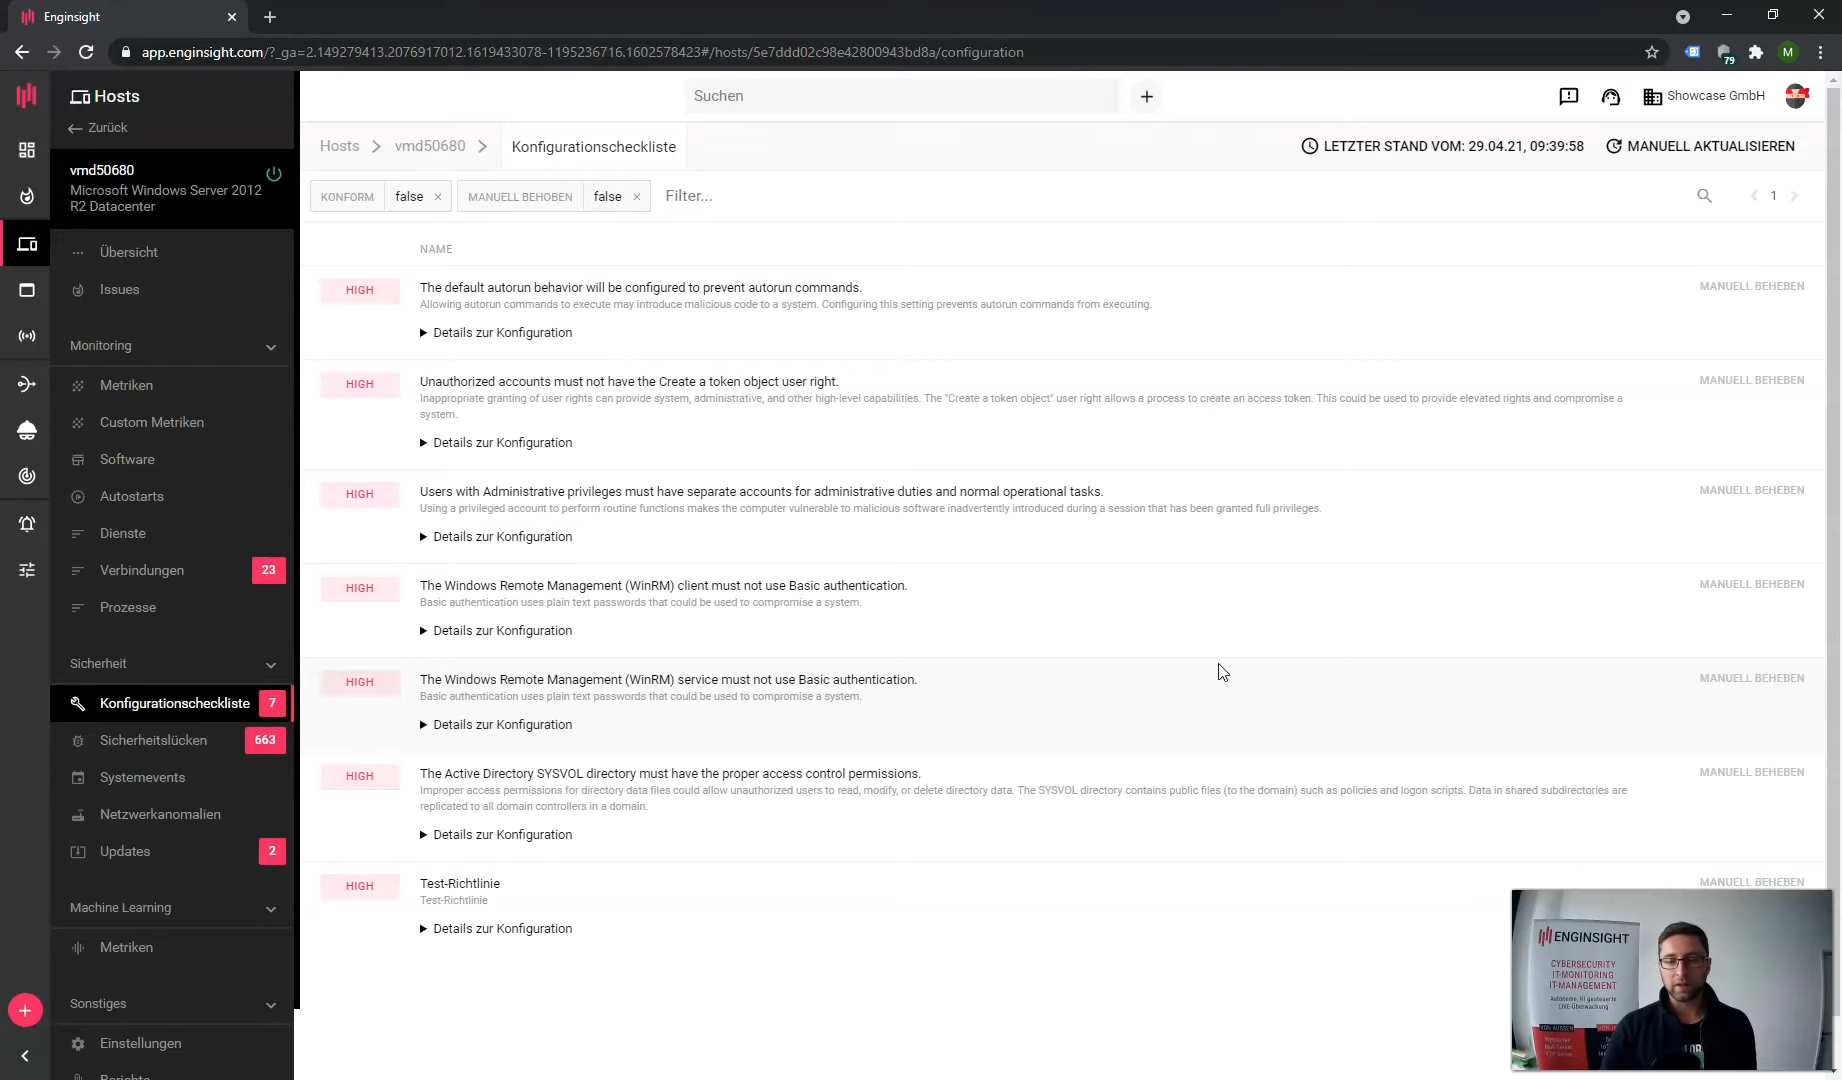 Enginsight
app.enginsight.com/?_ga=2.149279413.2076917012.1619433078-1195236716.1602578423#/hosts/5e7ddd02c98e42800943bd8a/configuration
79
M
Hosts
Zurück
vmd50680
Microsoft Windows Server 2012
R2 Datacenter
Übersicht
Issues
Monitoring
Metriken
Custom Metriken
Software
Autostarts
Dienste
Verbindungen 23
Prozesse
Sicherheit
Konfigurationscheckliste 7
Sicherheitslücken 663
Systemevents
Netzwerkanomalien
Updates 2
Machine Learning
Metriken
Sonstiges
Einstellungen
Berichte
Suchen
Showcase GmbH
Hosts vmd50680 Konfigurationscheckliste
LETZTER STAND VOM: 29.04.21, 09:39:58
MANUELL AKTUALISIEREN
KONFORM false × MANUELL BEHOBEN false × Filter...
1
NAME
HIGH
The default autorun behavior will be configured to prevent autorun commands.
MANUELL BEHEBEN
Allowing autorun commands to execute may introduce malicious code to a system. Configuring this setting prevents autorun commands from executing.
Details zur Konfiguration
HIGH
Unauthorized accounts must not have the Create a token object user right.
MANUELL BEHEBEN
Inappropriate granting of user rights can provide system, administrative, and other high-level capabilities. The "Create a token object" user right allows a process to create an access token. This could be used to provide elevated rights and compromise a
system.
Details zur Konfiguration
HIGH
Users with Administrative privileges must have separate accounts for administrative duties and normal operational tasks.
MANUELL BEHEBEN
Using a privileged account to perform routine functions makes the computer vulnerable to malicious software inadvertently introduced during a session that has been granted full privileges.
Details zur Konfiguration
HIGH
The Windows Remote Management (WinRM) client must not use Basic authentication.
MANUELL BEHEBEN
Basic authentication uses plain text passwords that could be used to compromise a system.
Details zur Konfiguration
HIGH
The Windows Remote Management (WinRM) service must not use Basic authentication.
MANUELL BEHEBEN
Basic authentication uses plain text passwords that could be used to compromise a system.
Details zur Konfiguration
HIGH
The Active Directory SYSVOL directory must have the proper access control permissions.
MANUELL BEHEBEN
Improper access permissions for directory data files could allow unauthorized users to read, modify, or delete directory data. The SYSVOL directory contains public files (to the domain) such as policies and logon scripts. Data in shared subdirectories are
replicated to all domain controllers in a domain.
Details zur Konfiguration
HIGH
Test-Richtlinie
MANUELL BEHEBEN
Test-Richtlinie
Details zur Konfiguration
ENGINSIGHT
CYBERSECURITY
IT-MONITORING
IT-MANAGEMENT
Autonome, KI gesteuerte
LIVE-Überwachung
VON AUSSEN